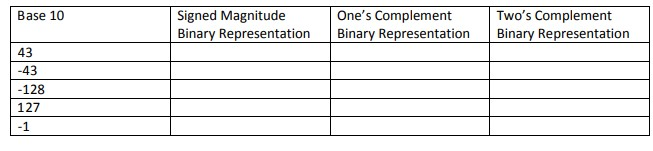 Base 10
Signed Magnitude
Binary Representation
One’s Complement
Binary Representation
Two’s Complement
Binary Representation
43
-43
-128
127
-1